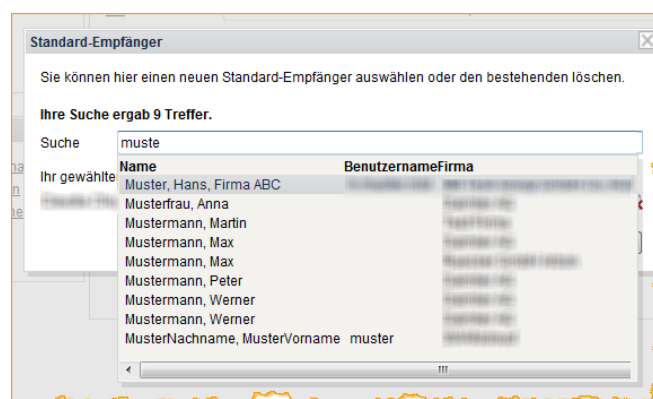 Standard-Empfänger
Sie können hier einen neuen Standard-Empfänger auswählen oder den bestehenden löschen.
Ihre Suche ergab 9 Treffer.
Suche muste
Ihr gewählte
Name BenutzernameFirma
Muster, Hans, Firma ABC
Musterfrau, Anna
Mustermann, Martin
Mustermann, Max
Mustermann, Max
Mustermann, Peter
Mustermann, Werner
Mustermann, Werner
MusterNachname, MusterVorname muster